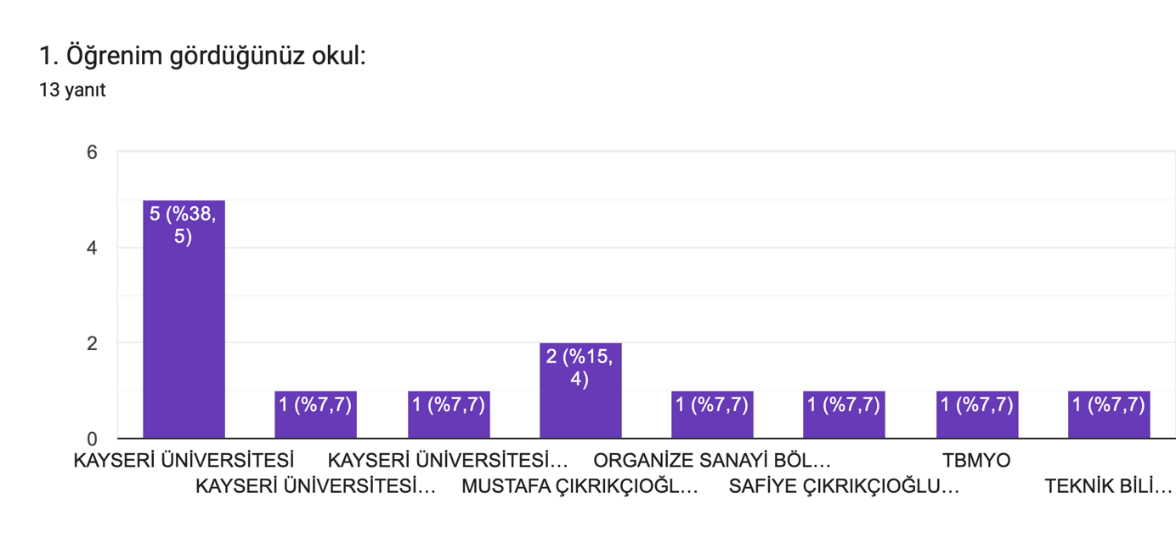 1. Öğrenim gördüğünüz okul:
13 yanıt
6
4
2
0
5 (%38,
5)
1 (%7,7)
1 (%7,7)
2 (%15,
4)
1 (%7,7)
1 (%7,7)
1 (%7,7)
1 (%7,7)
KAYSERİ ÜNİVERSİTESİ
KAYSERİ ÜNİVERSİTESİ…
KAYSERİ ÜNİVERSİTESİ…
MUSTAFA ÇIKRIKÇIOĞL…
ORGANİZE SANAYİ BÖL…
SAFİYE ÇIKRIKÇIOĞLU…
TBMYO
TEKNİK BİLİ…